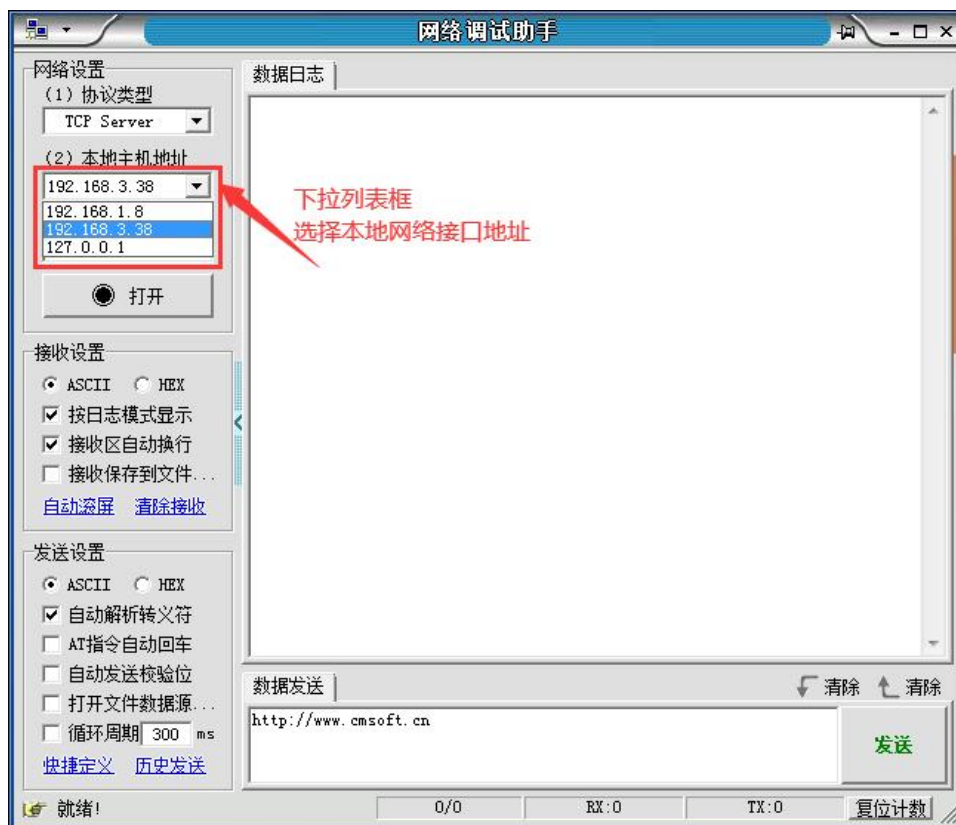 网络调试助手
网络设置
(1) 协议类型
TCP Server
(2) 本地主机地址
192.168.3.38
192.168.1.8
192.168.3.38
127.0.0.1
打开
下拉列表框
选择本地网络接口地址
接收设置
ASCII HEX
按日志模式显示
接收区自动换行
接收保存到文件...
自动滚屏 清除接收
发送设置
ASCII HEX
自动解析转义符
AT指令自动回车
自动发送校验位
打开文件数据源...
循环周期 300 ms
快捷定义 历史发送
数据日志
数据发送 清除 清除
http://www.cmsoft.cn
发送
就绪! 0/0 RX:0 TX:0 复位计数